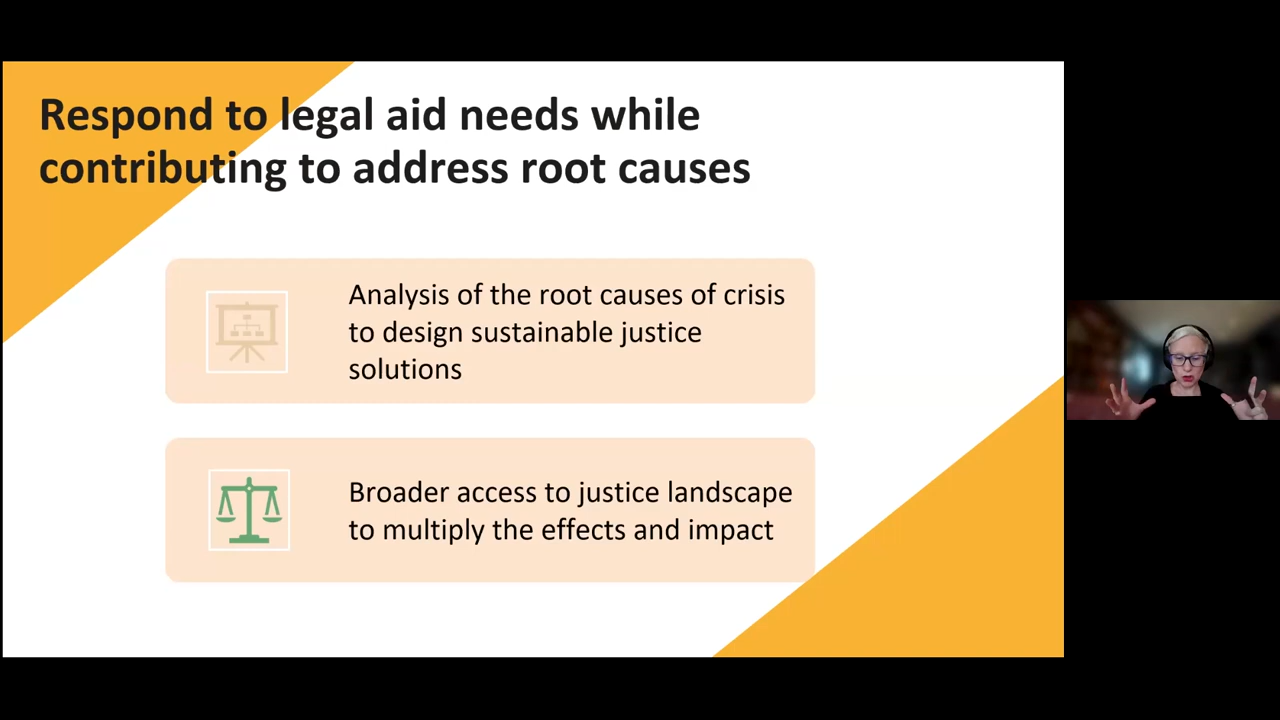 Respond to legal aid needs while
contributing to address root causes
Analysis of the root causes of crisis
to design sustainable justice
solutions
Broader access to justice landscape
to multiply the effects and impact